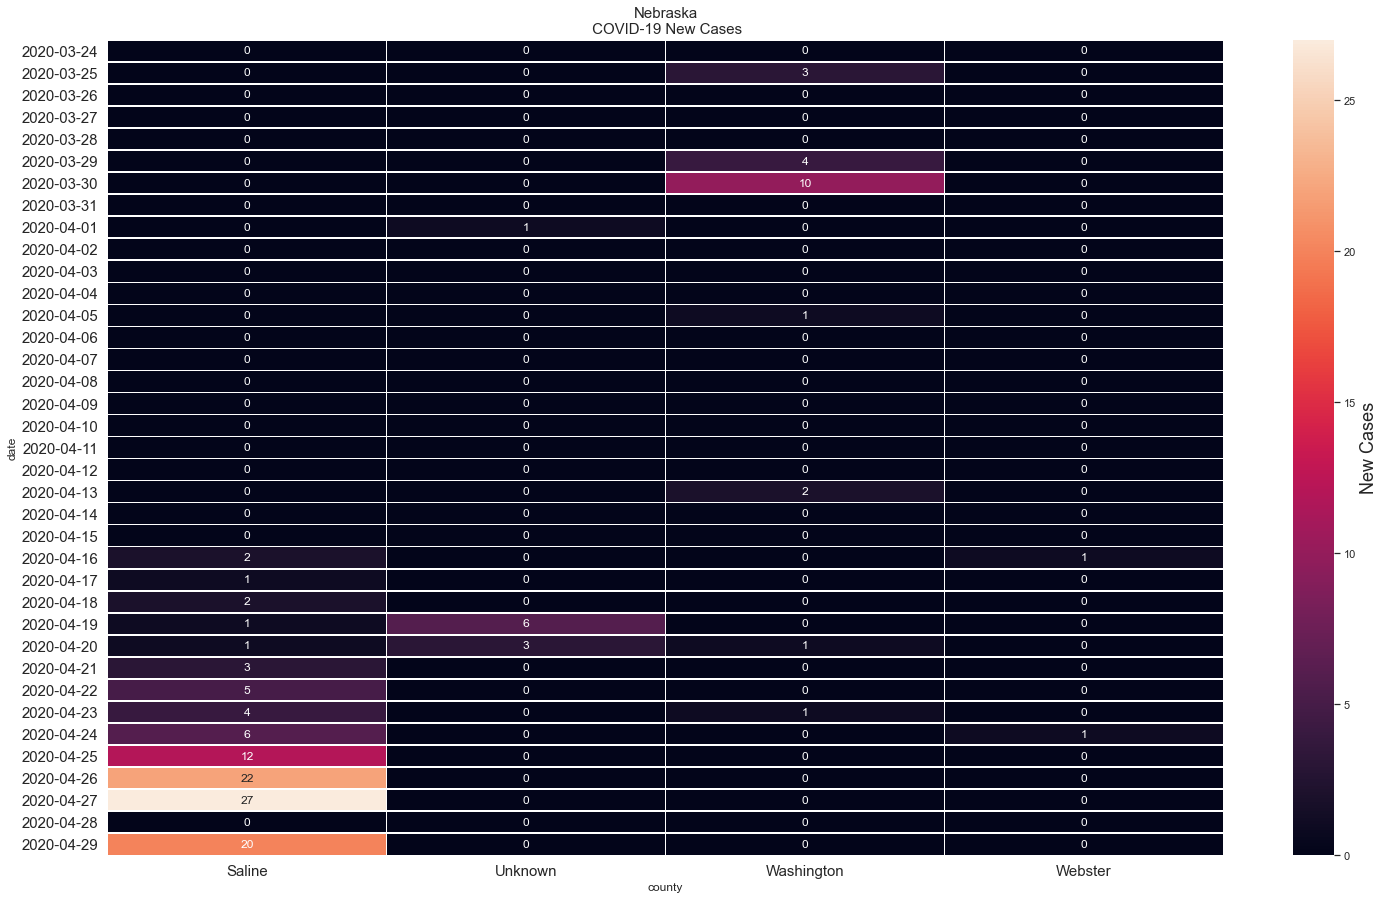 Nebraska
COVID-19 New Cases
2020-03-24 0 0 0 0
2020-03-25 0 0 3 0
2020-03-26 0 0 0 0
2020-03-27 0 0 0 0
2020-03-28 0 0 0 0
2020-03-29 0 0 4 0
2020-03-30 0 0 10 0
2020-03-31 0 0 0 0
2020-04-01 0 1 0 0
2020-04-02 0 0 0 0
2020-04-03 0 0 0 0
2020-04-04 0 0 0 0
2020-04-05 0 0 1 0
2020-04-06 0 0 0 0
2020-04-07 0 0 0 0
2020-04-08 0 0 0 0
2020-04-09 0 0 0 0
2020-04-10 0 0 0 0
2020-04-11 0 0 0 0
2020-04-12 0 0 0 0
2020-04-13 0 0 2 0
2020-04-14 0 0 0 0
2020-04-15 0 0 0 0
2020-04-16 2 0 0 1
2020-04-17 1 0 0 0
2020-04-18 2 0 0 0
2020-04-19 1 6 0 0
2020-04-20 1 3 1 0
2020-04-21 3 0 0 0
2020-04-22 5 0 0 0
2020-04-23 4 0 1 0
2020-04-24 6 0 0 1
2020-04-25 12 0 0 0
2020-04-26 22 0 0 0
2020-04-27 27 0 0 0
2020-04-28 0 0 0 0
2020-04-29 20 0 0 0
Saline Unknown Washington Webster
county
date
25
20
15
10
5
0
New Cases